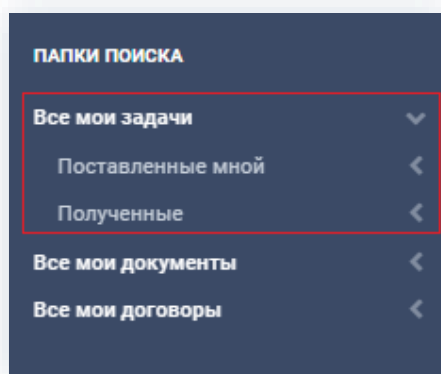 ПАПКИ ПОИСКА
Все мои задачи
Поставленные мной
Полученные
Все мои документы
Все мои договоры